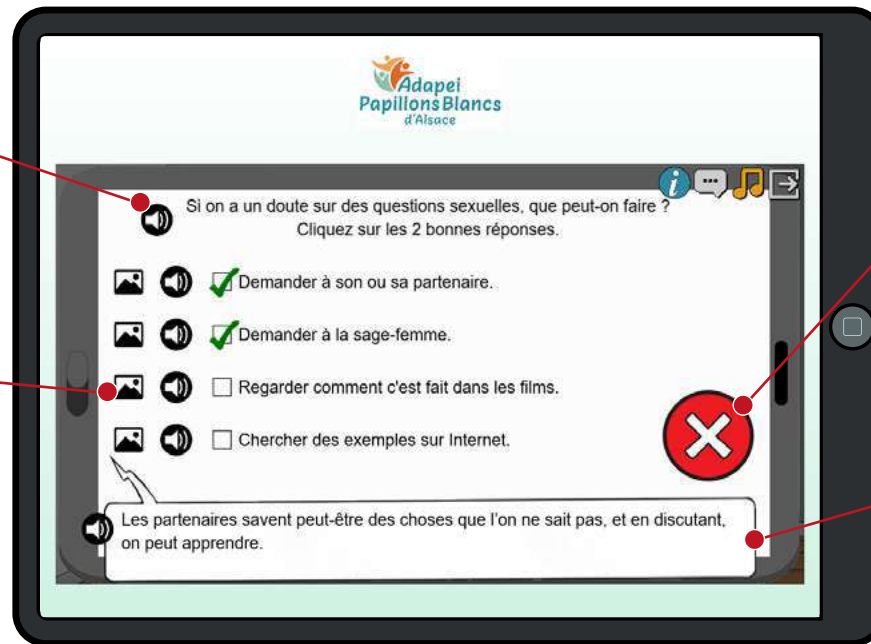 Adapei
Papillons Blancs
d'Alsace
Si on a un doute sur des questions sexuelles, que peut-on faire ?
Cliquez sur les 2 bonnes réponses.
Demander à son ou sa partenaire.
Demander à la sage-femme.
Regarder comment c'est fait dans les films.
Chercher des exemples sur Internet.
Les partenaires savent peut-être des choses que l'on ne sait pas, et en discutant,
on peut apprendre.